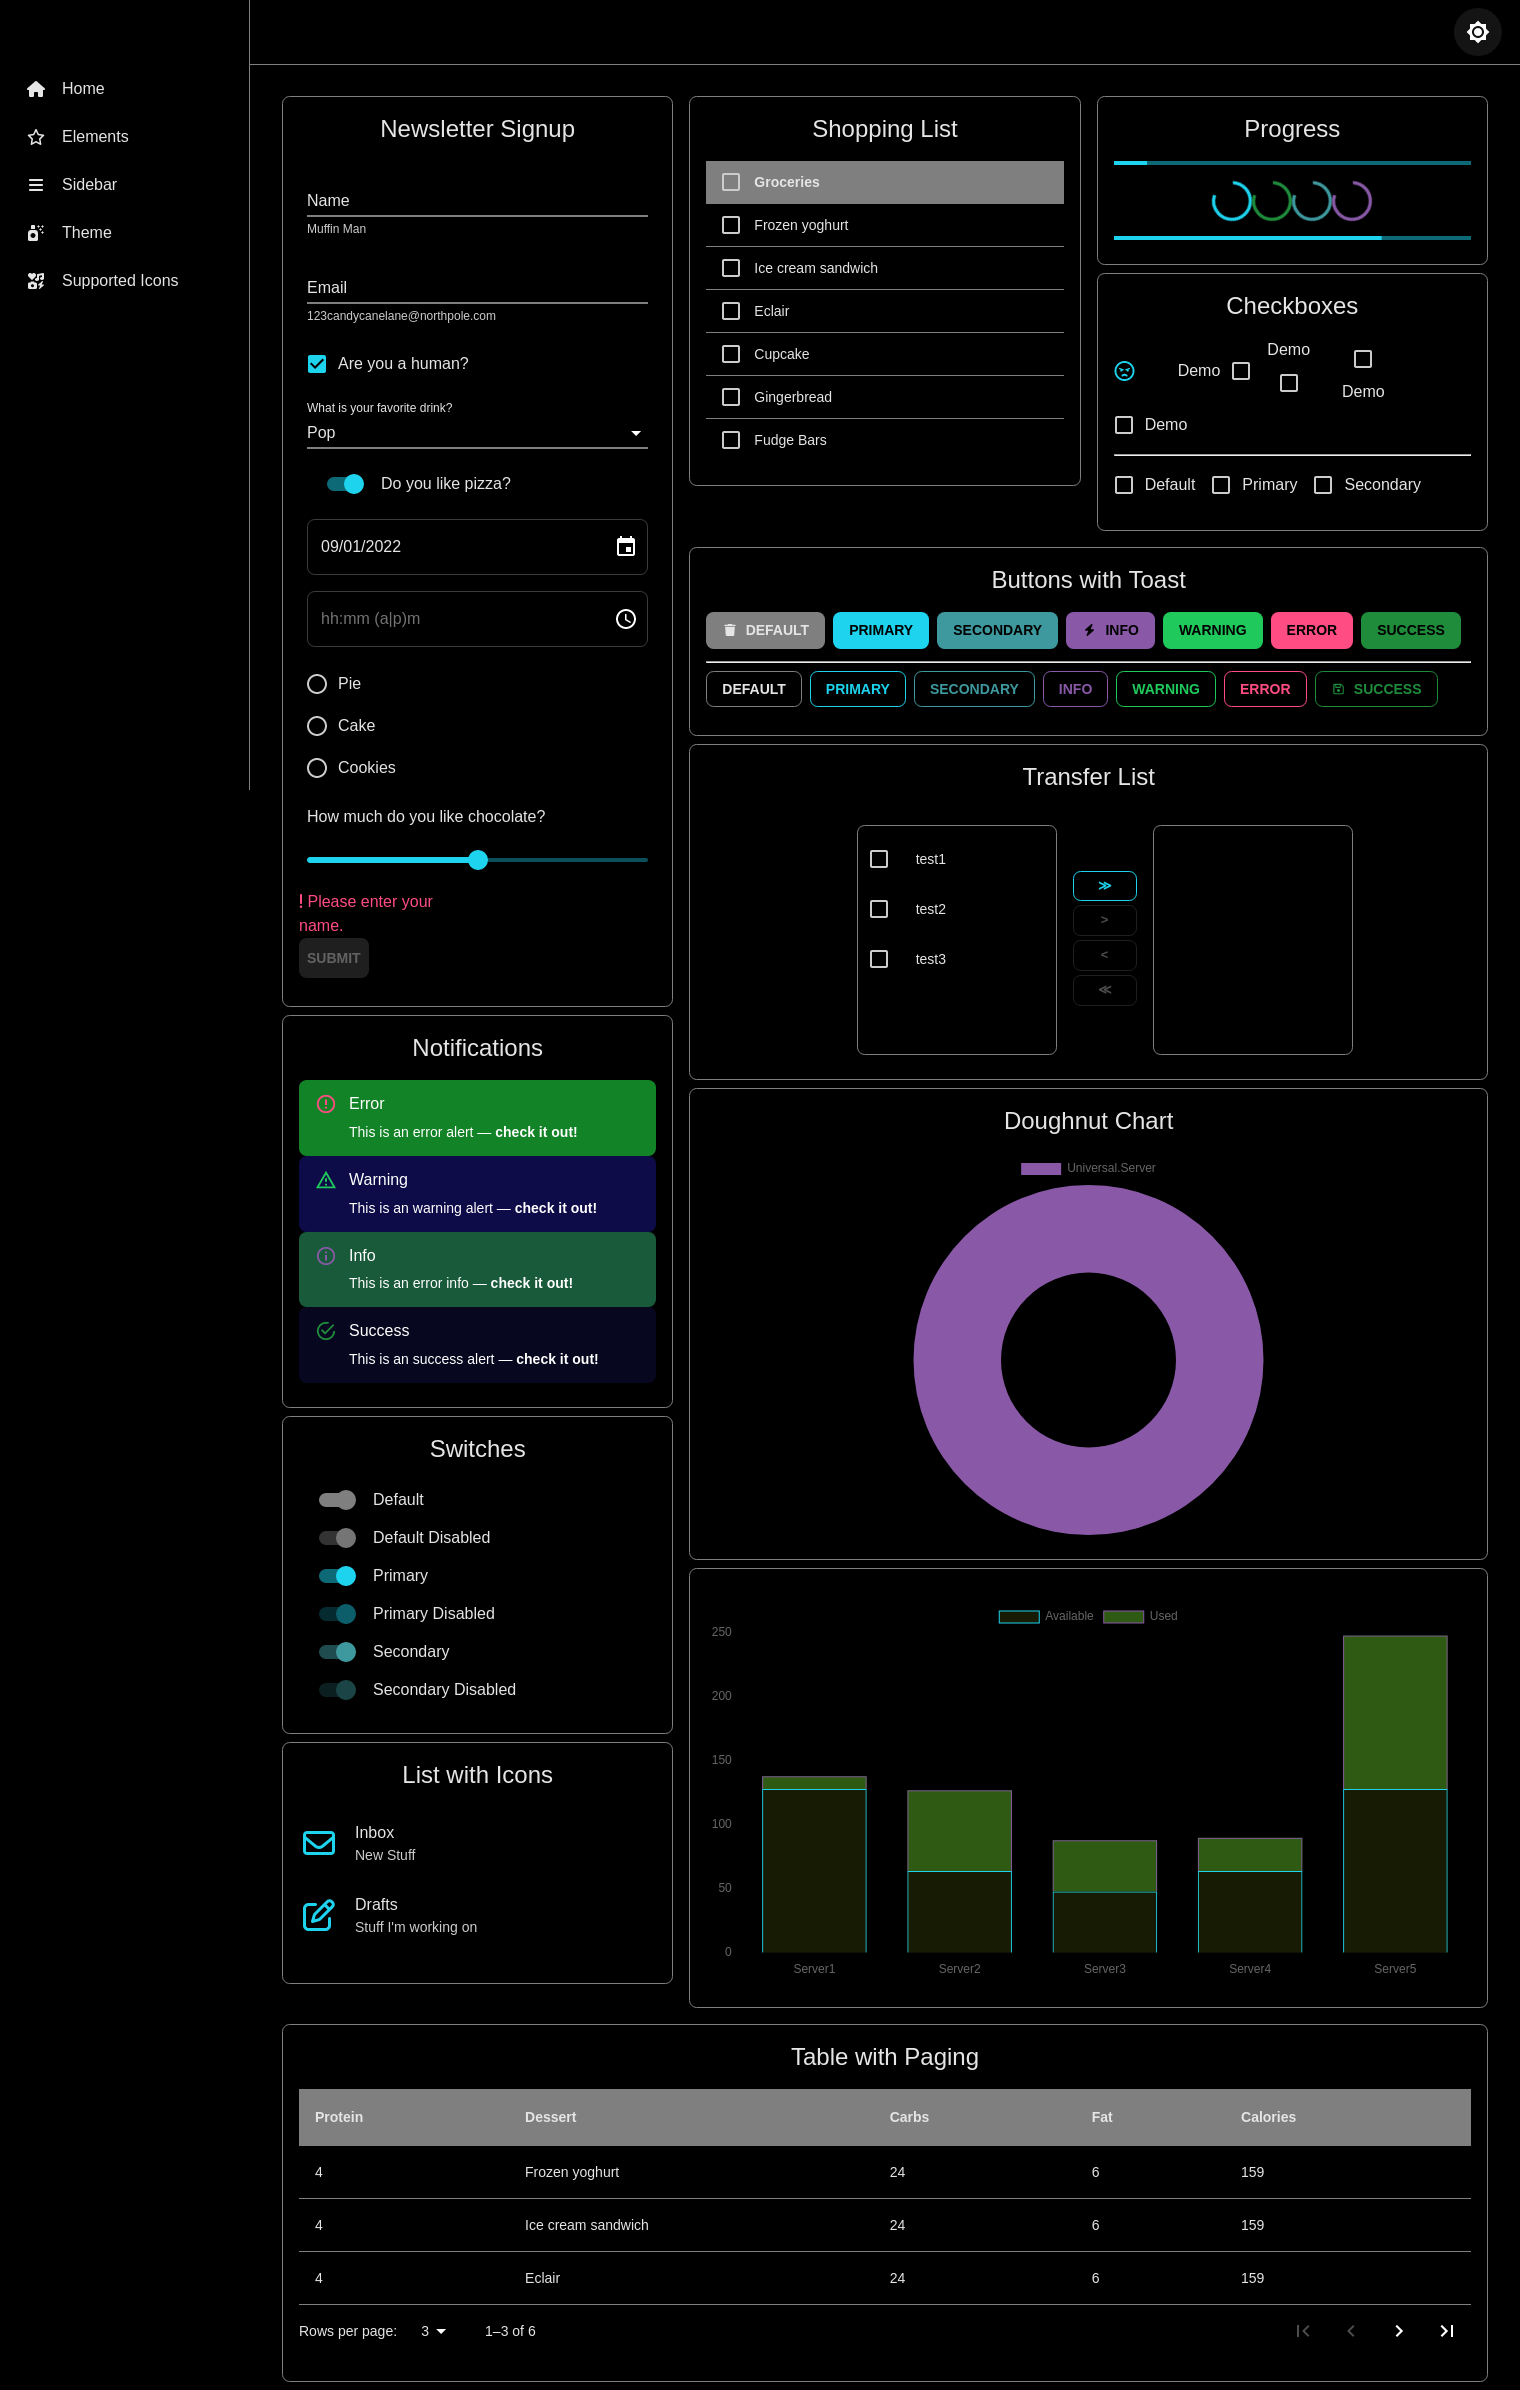 Home
Elements
Sidebar
Theme
Supported Icons
Newsletter Signup
Name
Muffin Man
Email
123candycanelane@northpole.com
Are you a human?
What is your favorite drink?
Pop
Do you like pizza?
09/01/2022
hh:mm (a|p)m
Pie
Cake
Cookies
How much do you like chocolate?
! Please enter your
name.
SUBMIT
Notifications
Error
This is an error alert — check it out!
Warning
This is an warning alert — check it out!
Info
This is an error info — check it out!
Success
This is an success alert — check it out!
Switches
Default
Default Disabled
Primary
Primary Disabled
Secondary
Secondary Disabled
List with Icons
Inbox
New Stuff
Drafts
Stuff I'm working on
Shopping List
Groceries
Frozen yoghurt
Ice cream sandwich
Eclair
Cupcake
Gingerbread
Fudge Bars
Progress
Checkboxes
Demo
Demo
Demo
Demo
Default Primary Secondary
Buttons with Toast
DEFAULT PRIMARY SECONDARY INFO WARNING ERROR SUCCESS
DEFAULT PRIMARY SECONDARY INFO WARNING ERROR SUCCESS
Transfer List
test1
test2
test3
≫
>
<
≪
Doughnut Chart
Universal.Server
Available Used
250
200
150
100
50
0
Server1 Server2 Server3 Server4 Server5
Table with Paging
Protein Dessert Carbs Fat Calories
4 Frozen yoghurt 24 6 159
4 Ice cream sandwich 24 6 159
4 Eclair 24 6 159
Rows per page: 3 1–3 of 6